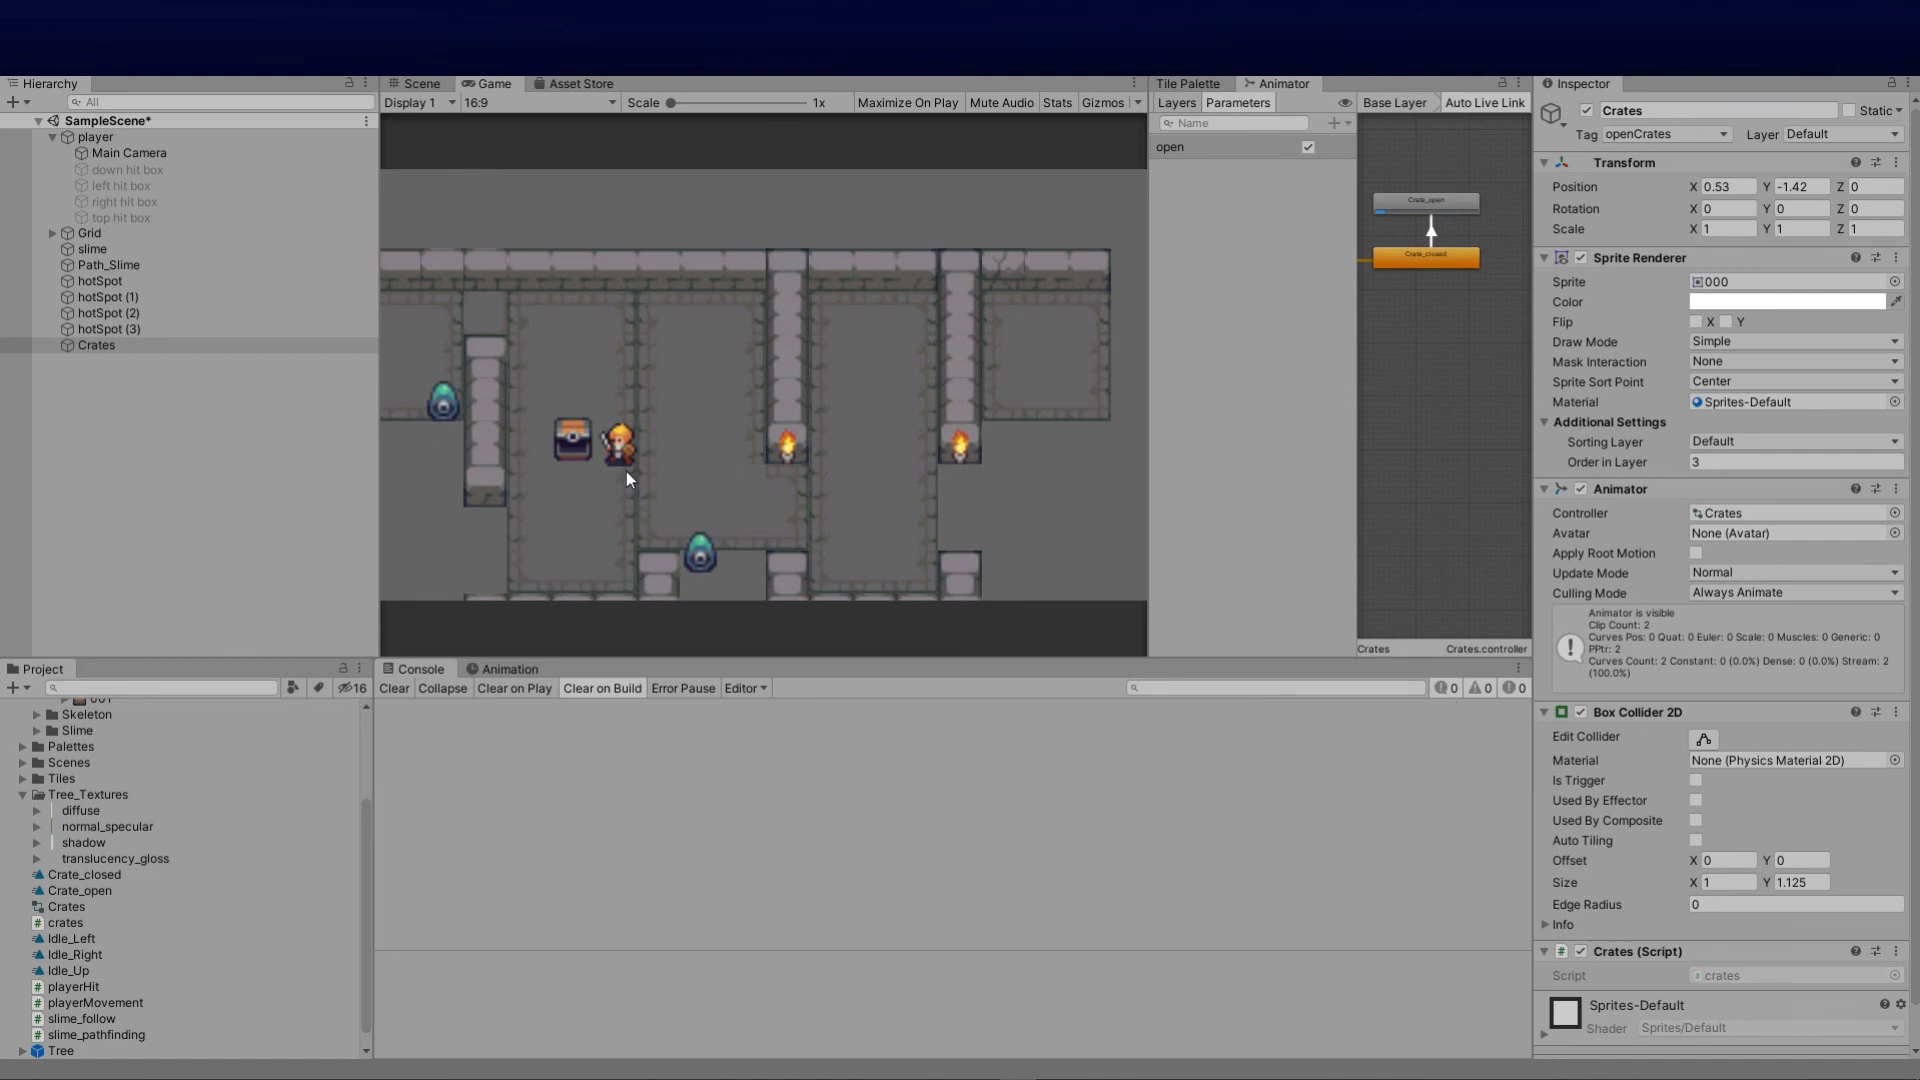 Hierarchy
All
SampleScene*
player
Main Camera
down hit box
left hit box
right hit box
top hit box
Grid
slime
Path_Slime
hotSpot
hotSpot (1)
hotSpot (2)
hotSpot (3)
Crates
Scene
Game
Asset Store
Display 1
16:9
Scale
1x
Maximize On Play
Mute Audio
Stats
Gizmos
Tile Palette
Animator
Layers
Parameters
Base Layer
Auto Live Link
Name
open
Crate_open
Crate_closed
Crates
Crates.controller
Inspector
Crates
Static
Tag openCrates
Layer Default
Transform
Position X 0.53 Y -1.42 Z 0
Rotation X 0 Y 0 Z 0
Scale X 1 Y 1 Z 1
Sprite Renderer
Sprite 000
Color
Flip X Y
Draw Mode Simple
Mask Interaction None
Sprite Sort Point Center
Material Sprites-Default
Additional Settings
Sorting Layer Default
Order in Layer 3
Animator
Controller Crates
Avatar None (Avatar)
Apply Root Motion
Update Mode Normal
Culling Mode Always Animate
Animator is visible
Clip Count: 2
Curves Pos: 0 Quat: 0 Euler: 0 Scale: 0 Muscles: 0 Generic: 0
PPtr: 2
Curves Count: 2 Constant: 0 (0.0%) Dense: 0 (0.0%) Stream: 2
(100.0%)
Box Collider 2D
Edit Collider
Material None (Physics Material 2D)
Is Trigger
Used By Effector
Used By Composite
Auto Tiling
Offset X 0 Y 0
Size X 1 Y 1.125
Edge Radius 0
Info
Crates (Script)
Script crates
Sprites-Default
Shader Sprites/Default
Project
16
001
Skeleton
Slime
Palettes
Scenes
Tiles
Tree_Textures
diffuse
normal_specular
shadow
translucency_gloss
Crate_closed
Crate_open
Crates
crates
Idle_Left
Idle_Right
Idle_Up
playerHit
playerMovement
slime_follow
slime_pathfinding
Tree
Console
Animation
Clear
Collapse
Clear on Play
Clear on Build
Error Pause
Editor
0
0
0